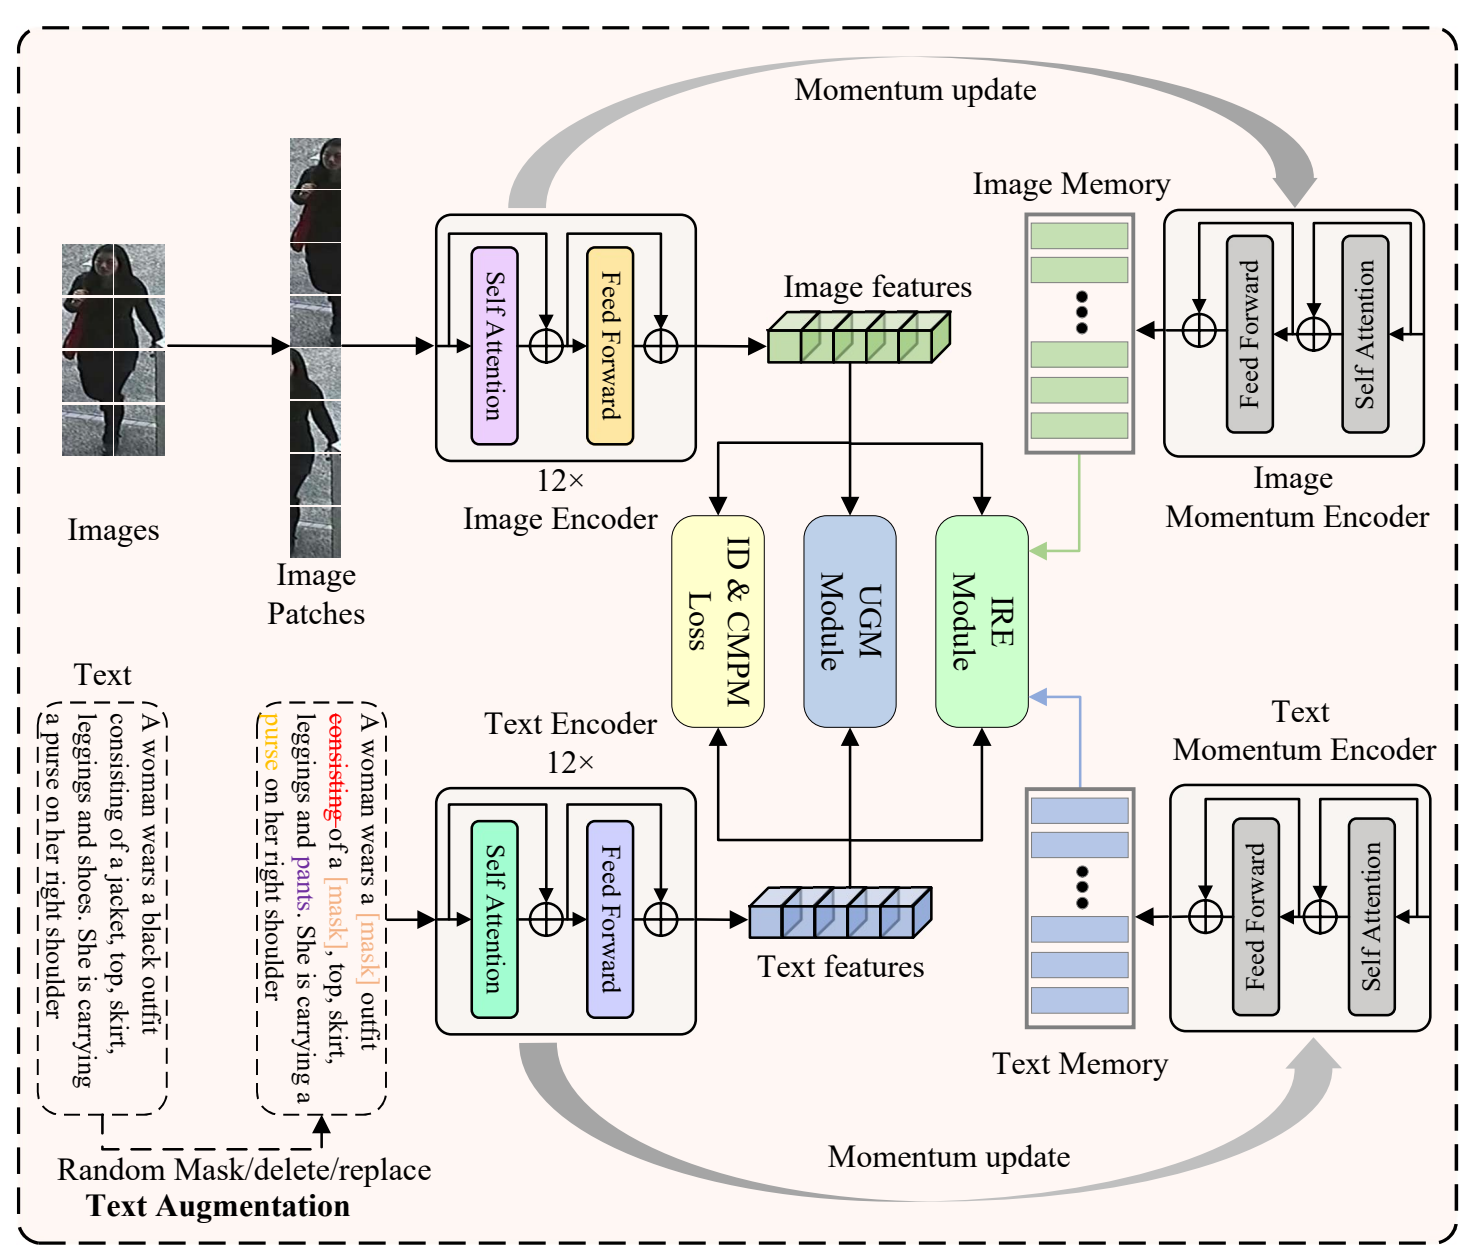 Momentum update
Image Memory
Image features
Self Attention
Feed Forward
Feed Forward
Self Attention
12×
Image Encoder
Image
Momentum Encoder
Images
Image
Patches
ID & CMPM
Loss
UGM
Module
IRE
Module
Text
A woman wears a black outfit
consisting of a jacket, top, skirt,
leggings and shoes. She is carrying
a purse on her right shoulder
A woman wears a [mask] outfit
consisting of a [mask], top, skirt,
leggings and pants. She is carrying a
purse on her right shoulder
Text Encoder
12×
Text
Momentum Encoder
Self Attention
Feed Forward
Feed Forward
Self Attention
Text features
Text Memory
Momentum update
Random Mask/delete/replace
Text Augmentation